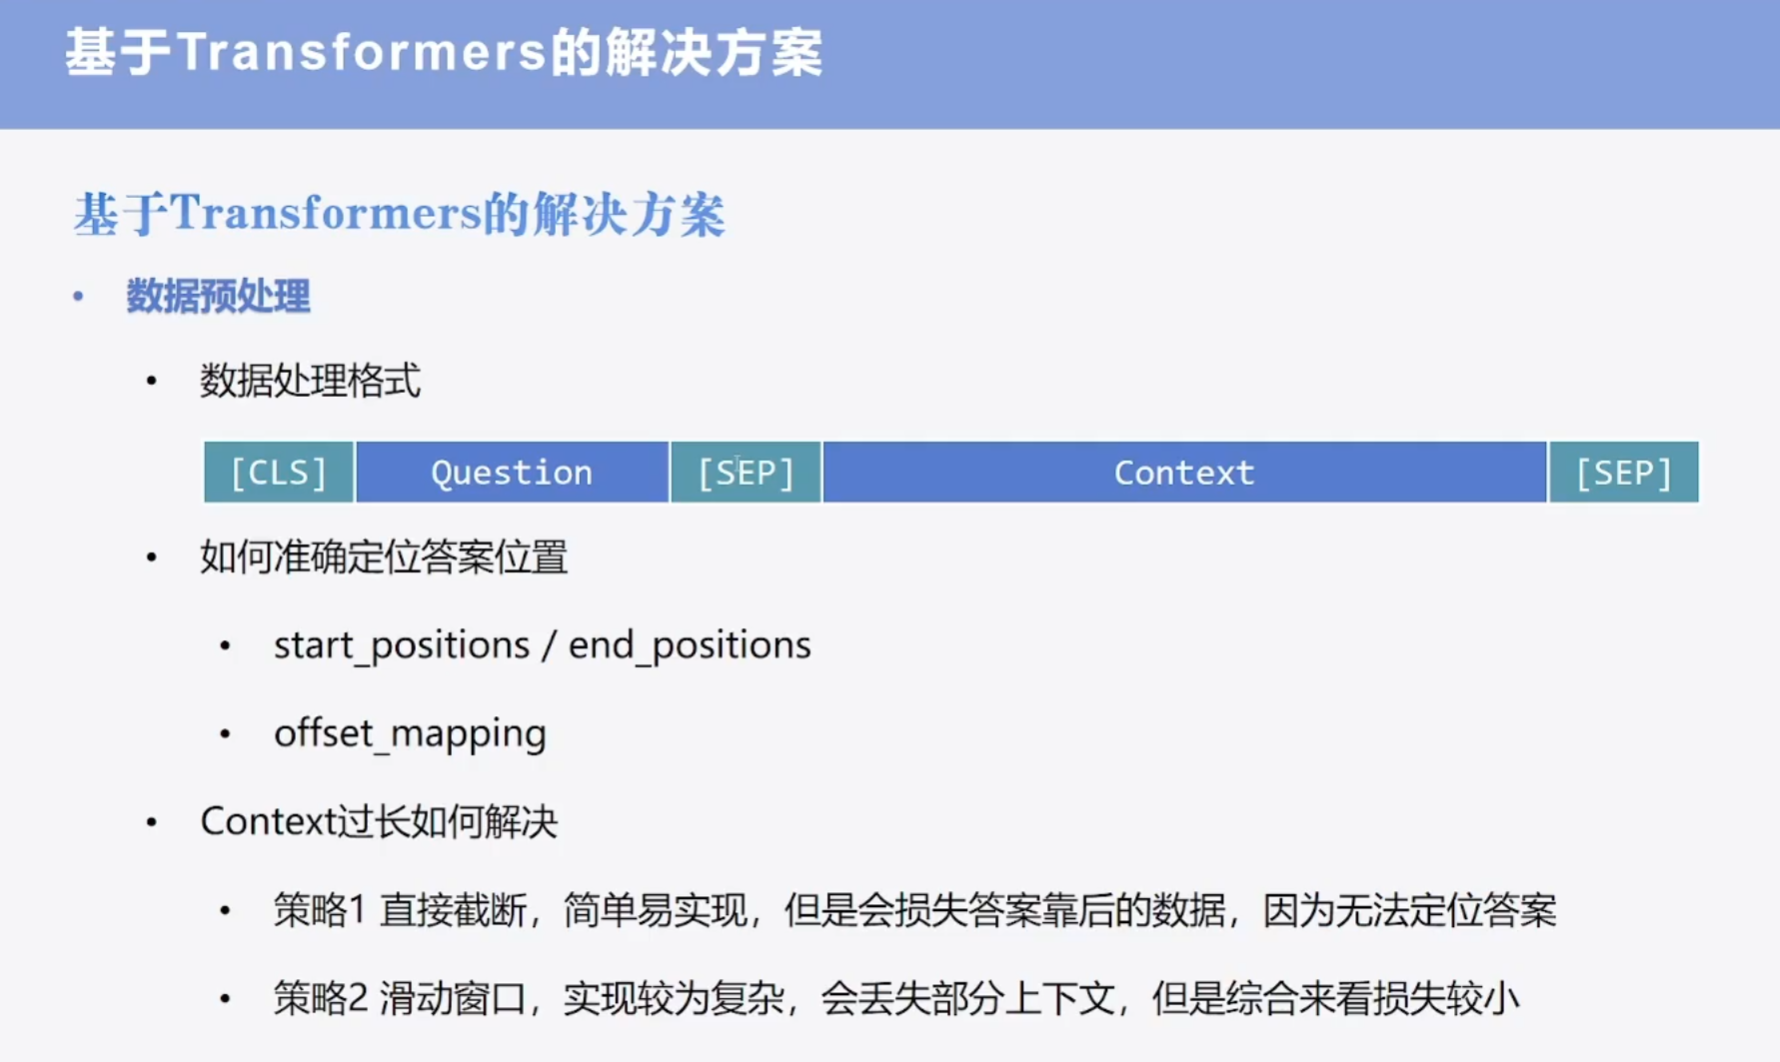 基于Transformers的解决方案
基于Transformers的解决方案
• 数据预处理
• 数据处理格式
[CLS] Question [SEP] Context [SEP]
• 如何准确定位答案位置
• start_positions / end_positions
• offset_mapping
• Context过长如何解决
• 策略1 直接截断，简单易实现，但是会损失答案靠后的数据，因为无法定位答案
• 策略2 滑动窗口，实现较为复杂，会丢失部分上下文，但是综合来看损失较小